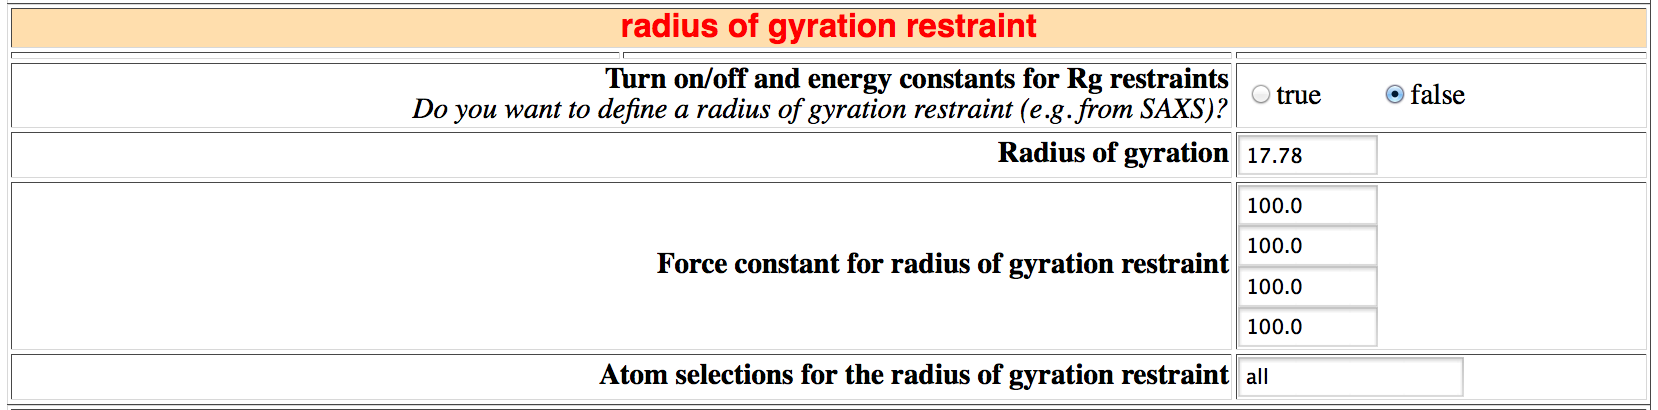 radius of gyration restraint
Turn on/off and energy constants for Rg restraints
Do you want to define a radius of gyration restraint (e.g. from SAXS)?
true false
Radius of gyration 17.78
Force constant for radius of gyration restraint
100.0
100.0
100.0
100.0
Atom selections for the radius of gyration restraint all